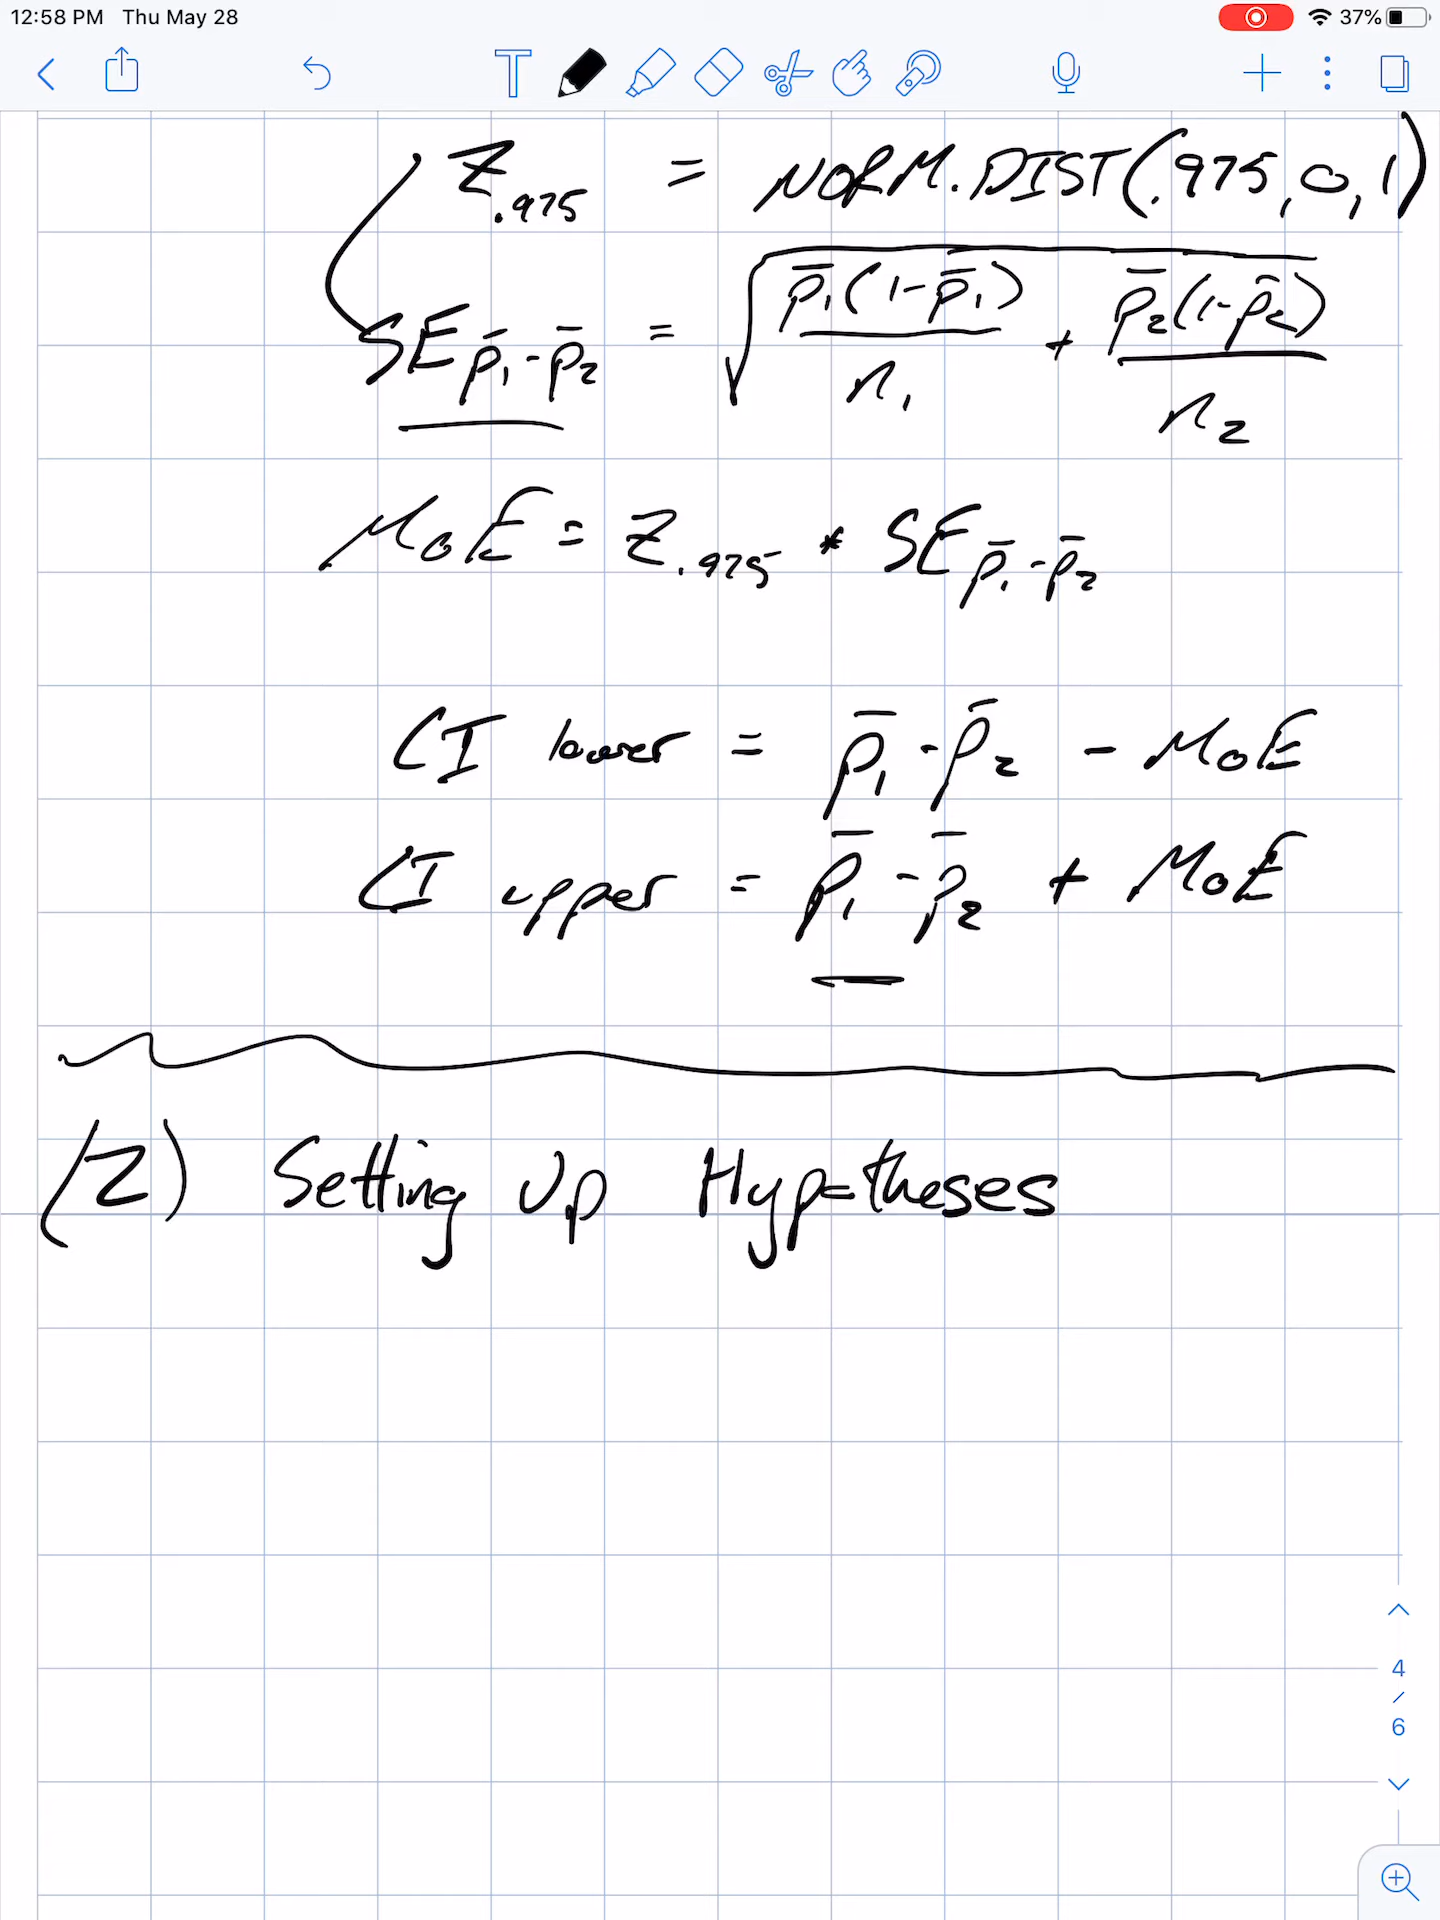 12:58 PM Thu May 28 37%
Z.975 = NORM.DIST(.975,0,1)
SE p̄1-p̄2 = √(p̄1(1-p̄1)/n1 + p̄2(1-p̄2)/n2)
MoE = Z.975 * SE p̄1-p̄2
CI lower = p̄1-p̄2 - MoE
CI upper = p̄1-p̄2 + MoE
(2) Setting Up Hypotheses
4
/
6